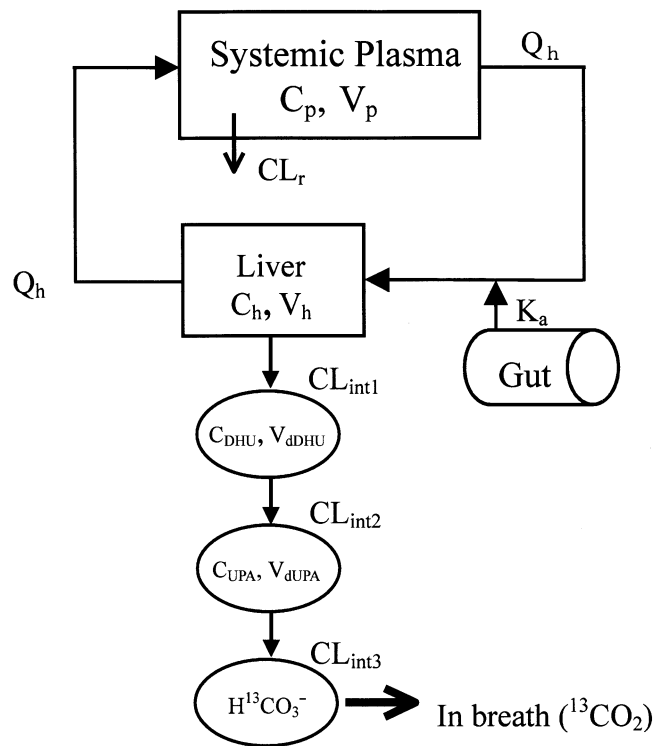 Systemic Plasma
Cp, Vp
Qh
CLr
Liver
Ch, Vh
Qh
Ka
Gut
CLint1
CDHU, VdDHU
CLint2
CUPA, VdUPA
CLint3
H¹³CO₃⁻
In breath (¹³CO₂)